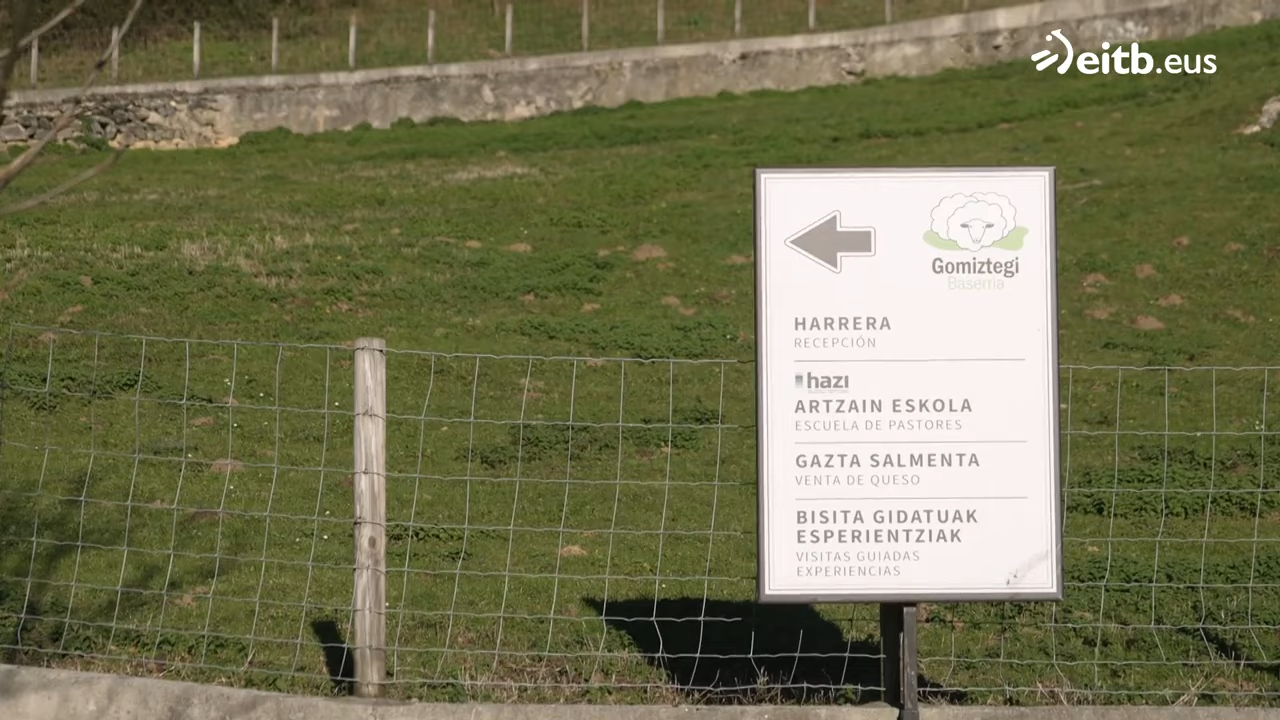 eitb.eus
Gomiztegi
Baserria
HARRERA
RECEPCIÓN
hazi
ARTZAIN ESKOLA
ESCUELA DE PASTORES
GAZTA SALMENTA
VENTA DE QUESO
BISITA GIDATUAK
ESPERIENTZIAK
VISITAS GUIADAS
EXPERIENCIAS